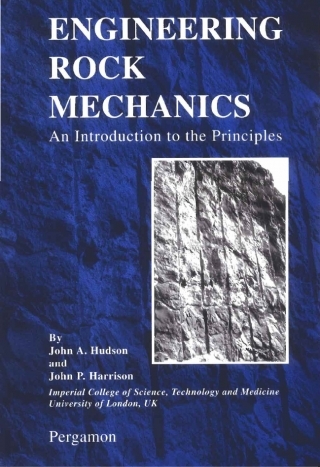 ENGINEERING
ROCK
MECHANICS
An Introduction to the Principles
By
John A. Hudson
and
John P. Harrison
Imperial College of Science, Technology and Medicine
University of London, UK
Pergamon